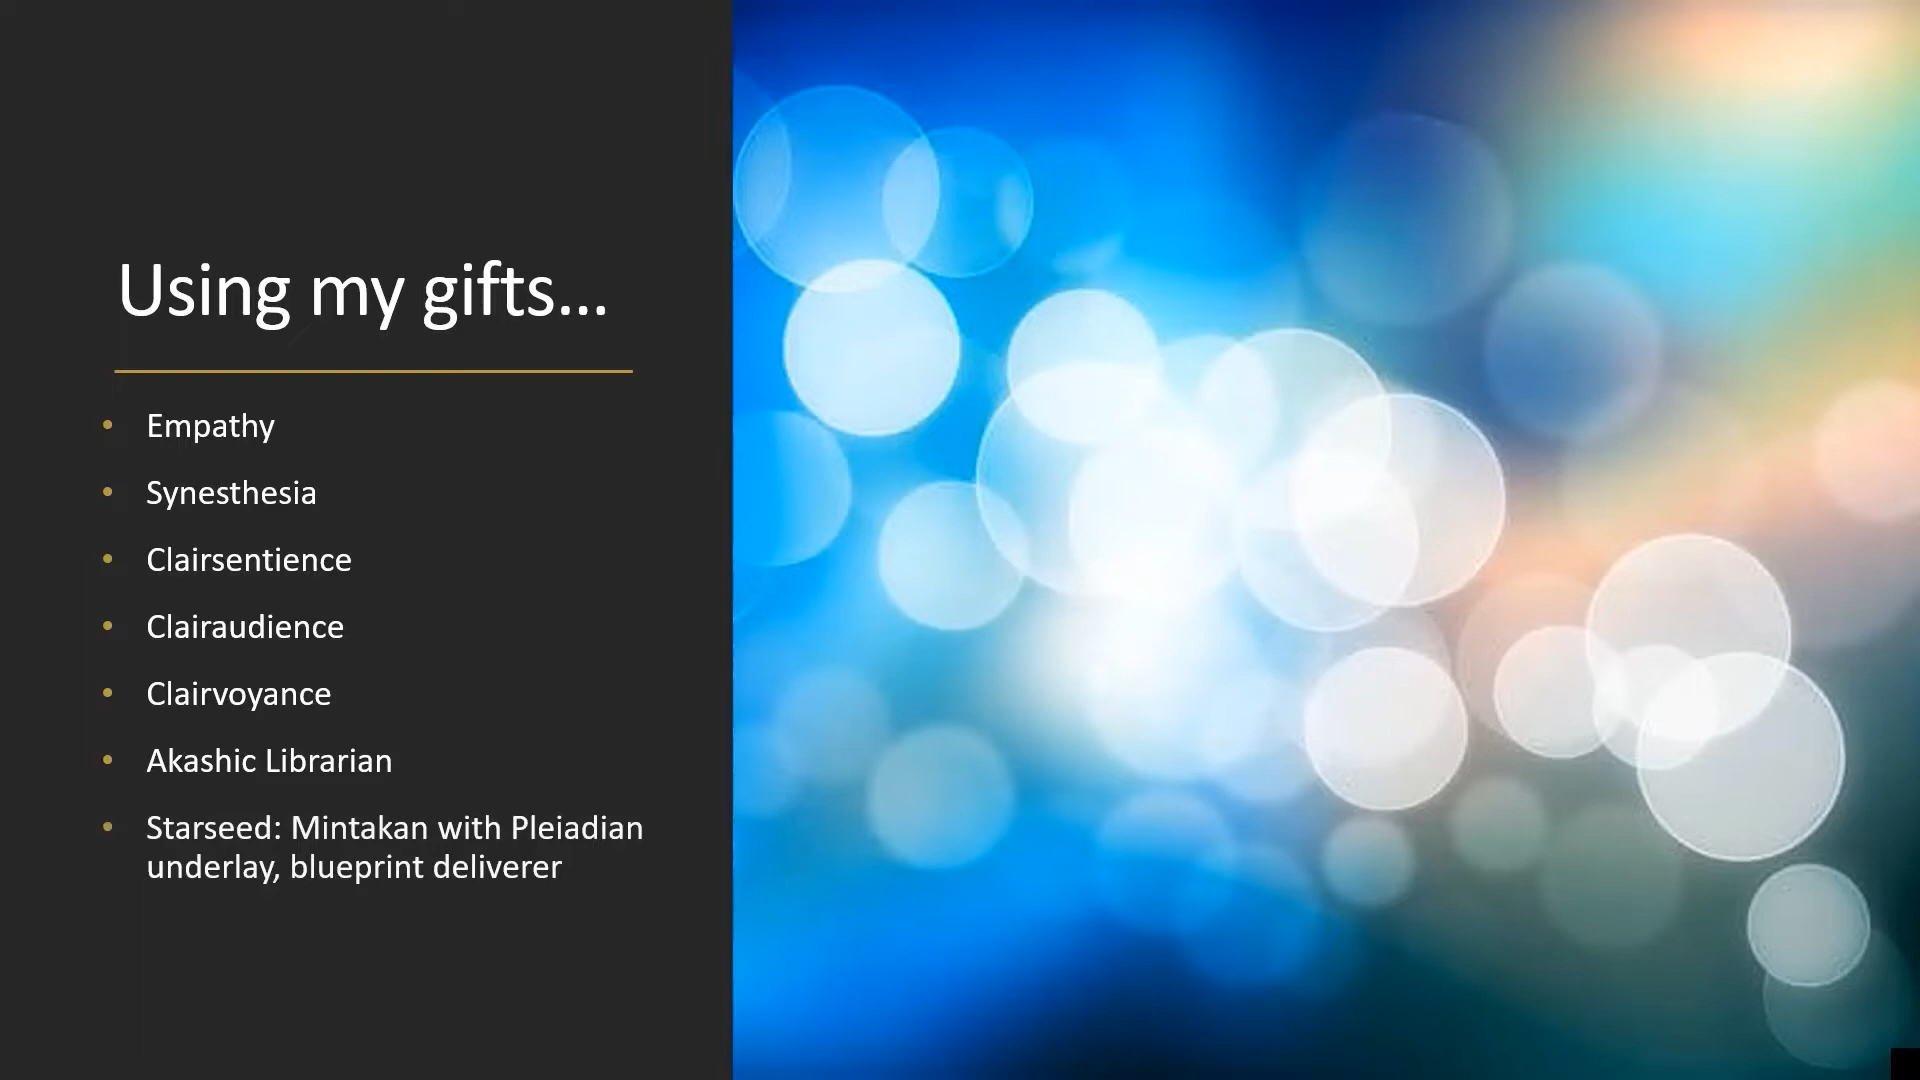 Using my gifts...
• Empathy
• Synesthesia
• Clairsentience
• Clairaudience
• Clairvoyance
• Akashic Librarian
• Starseed: Mintakan with Pleiadian
underlay, blueprint deliverer